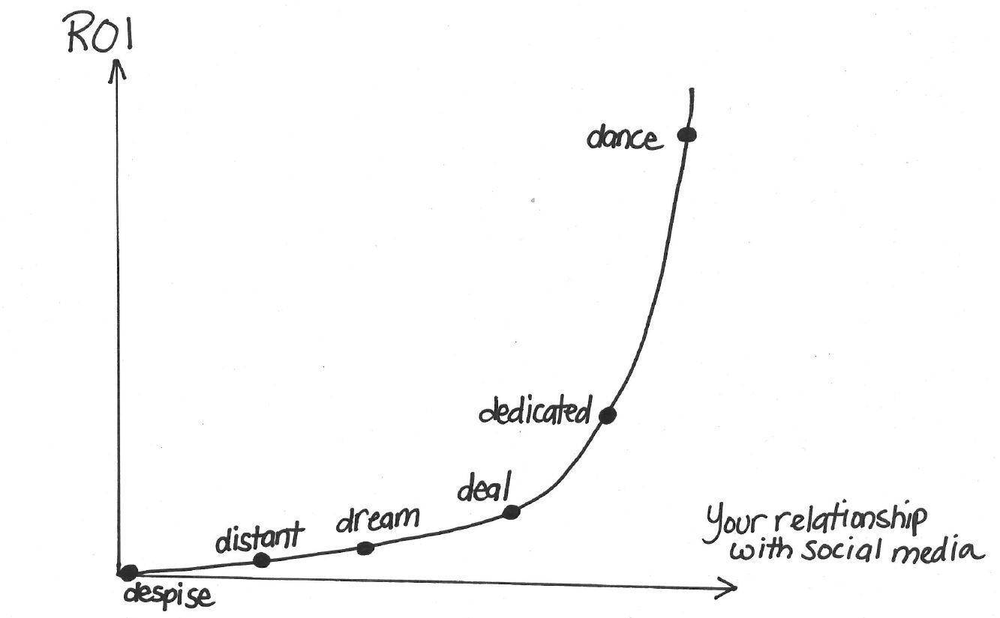 ROI
dance
dedicated
deal
dream
distant
despise
Your relationship
with social media